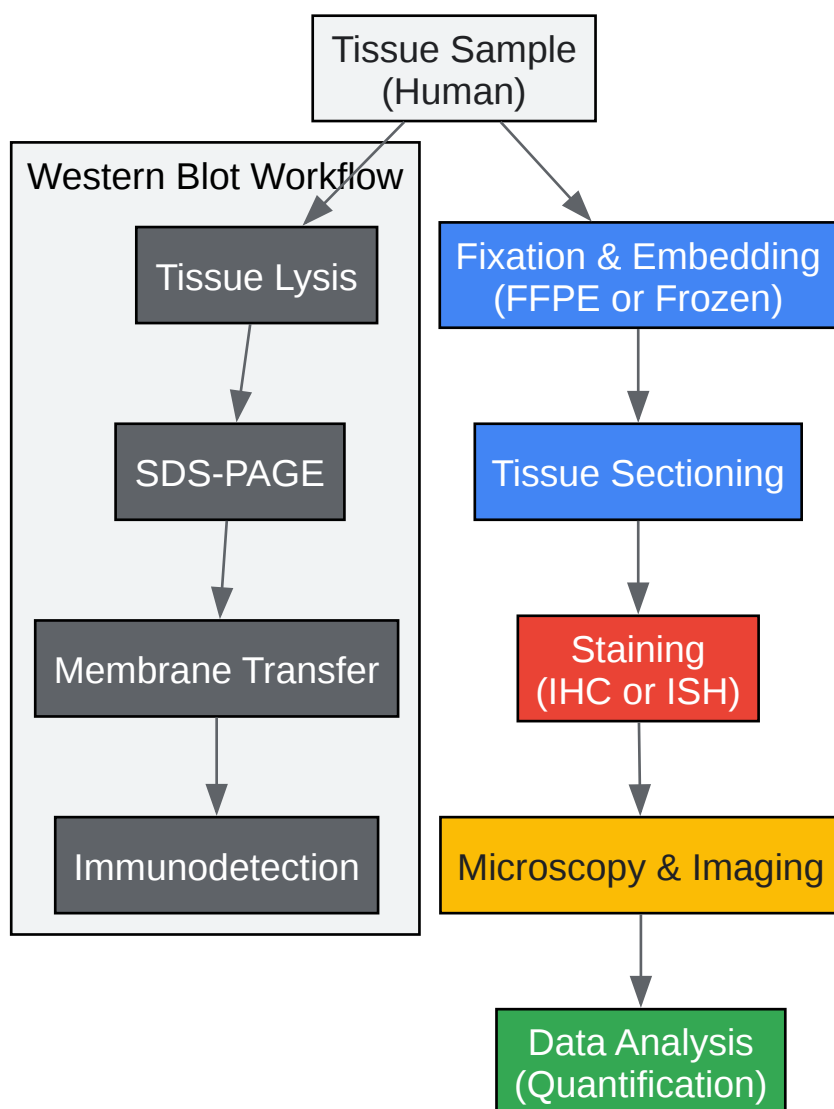 Tissue Sample
(Human)
Western Blot Workflow
Tissue Lysis
SDS-PAGE
Membrane Transfer
Immunodetection
Fixation & Embedding
(FFPE or Frozen)
Tissue Sectioning
Staining
(IHC or ISH)
Microscopy & Imaging
Data Analysis
(Quantification)